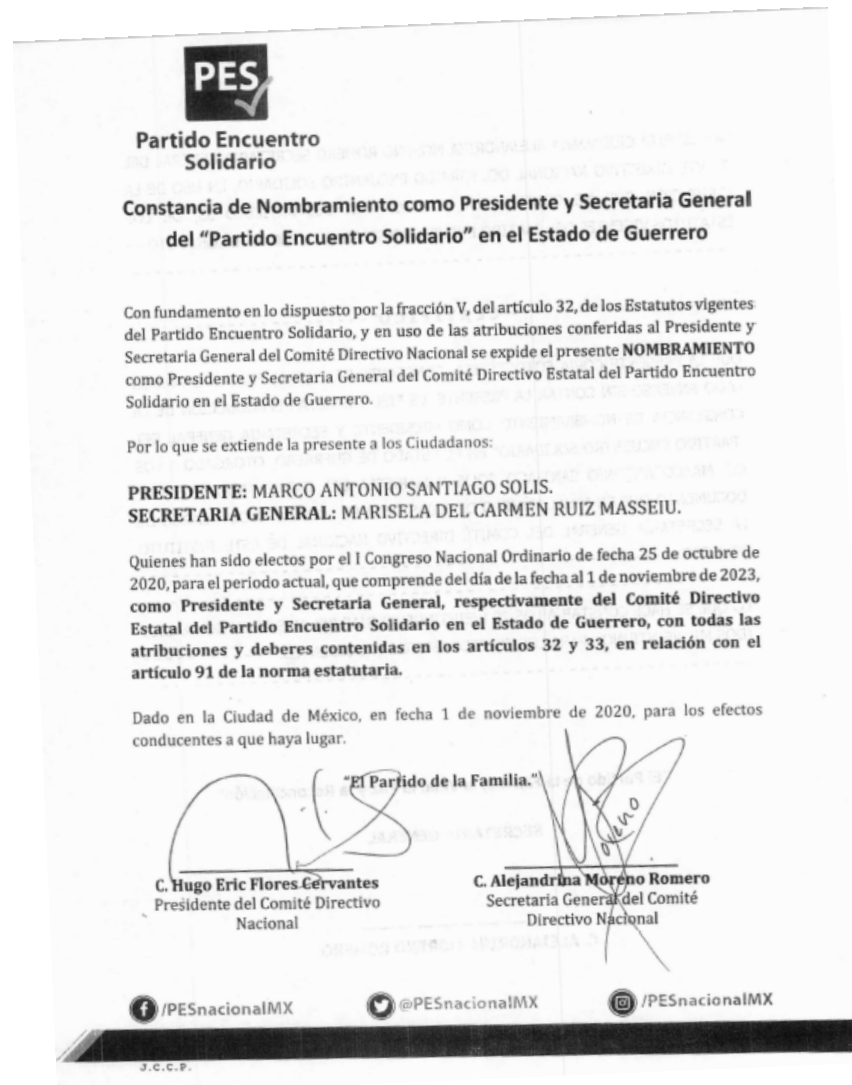 PES
Partido Encuentro
Solidario
Constancia de Nombramiento como Presidente y Secretaria General
del “Partido Encuentro Solidario” en el Estado de Guerrero
Con fundamento en lo dispuesto por la fracción V, del artículo 32, de los Estatutos vigentes
del Partido Encuentro Solidario, y en uso de las atribuciones conferidas al Presidente y
Secretaria General del Comité Directivo Nacional se expide el presente NOMBRAMIENTO
como Presidente y Secretaria General del Comité Directivo Estatal del Partido Encuentro
Solidario en el Estado de Guerrero.
Por lo que se extiende la presente a los Ciudadanos:
PRESIDENTE: MARCO ANTONIO SANTIAGO SOLIS.
SECRETARIA GENERAL: MARISELA DEL CARMEN RUIZ MASSEIU.
Quienes han sido electos por el I Congreso Nacional Ordinario de fecha 25 de octubre de
2020, para el periodo actual, que comprende del día de la fecha al 1 de noviembre de 2023,
como Presidente y Secretaria General, respectivamente del Comité Directivo
Estatal del Partido Encuentro Solidario en el Estado de Guerrero, con todas las
atribuciones y deberes contenidas en los artículos 32 y 33, en relación con el
artículo 91 de la norma estatutaria.
Dado en la Ciudad de México, en fecha 1 de noviembre de 2020, para los efectos
conducentes a que haya lugar.
“El Partido de la Familia.”
C. Hugo Eric Flores Cervantes
Presidente del Comité Directivo
Nacional
C. Alejandrina Moreno Romero
Secretaria General del Comité
Directivo Nacional
/PESnacionalMX
@PESnacionalMX
/PESnacionalMX
J.C.C.P.